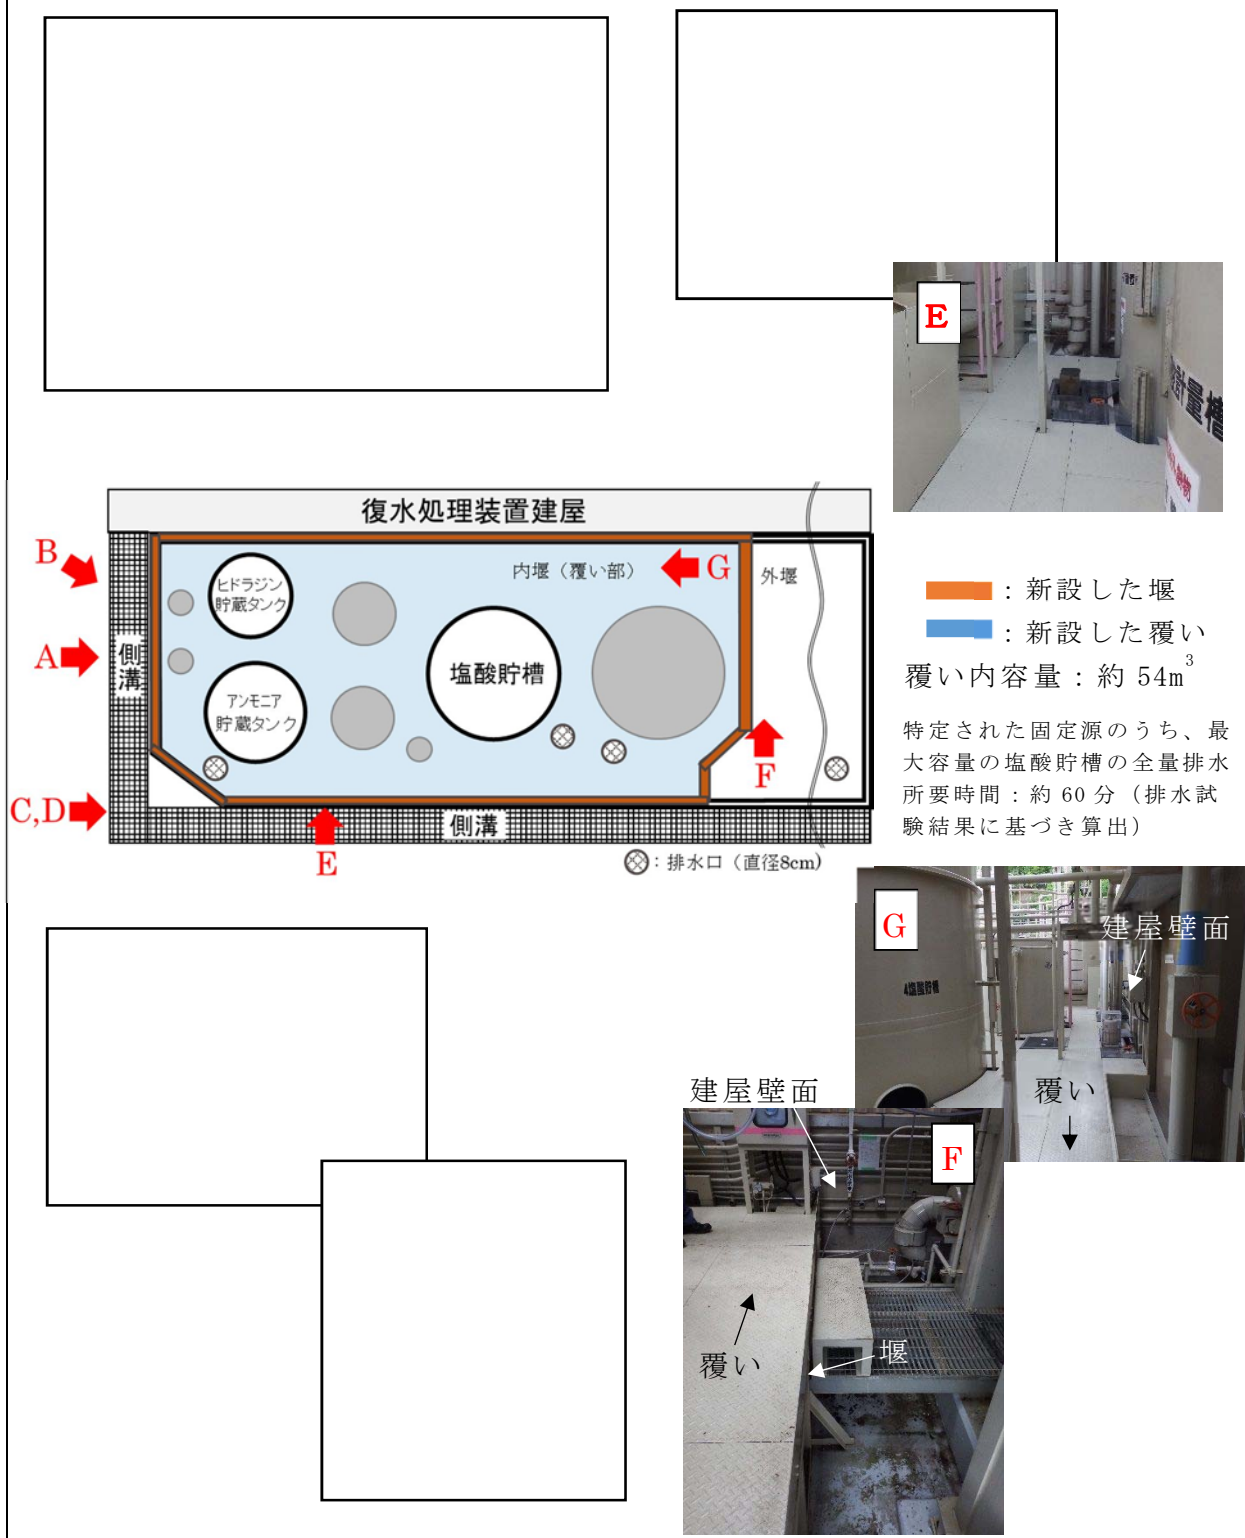 E
計量槽
復水処理装置建屋
B
ヒドラジン
貯蔵タンク
内堰（覆い部）
G
外堰
：新設した堰
：新設した覆い
覆い内容量：約 54m³
A
側溝
アンモニア
貯蔵タンク
塩酸貯槽
特定された固定源のうち、最
大容量の塩酸貯槽の全量排水
所要時間：約 60 分（排水試
験結果に基づき算出）
F
C,D
側溝
E
：排水口（直径8cm）
G
建屋壁面
4塩酸貯槽
覆い
建屋壁面
F
覆い
堰